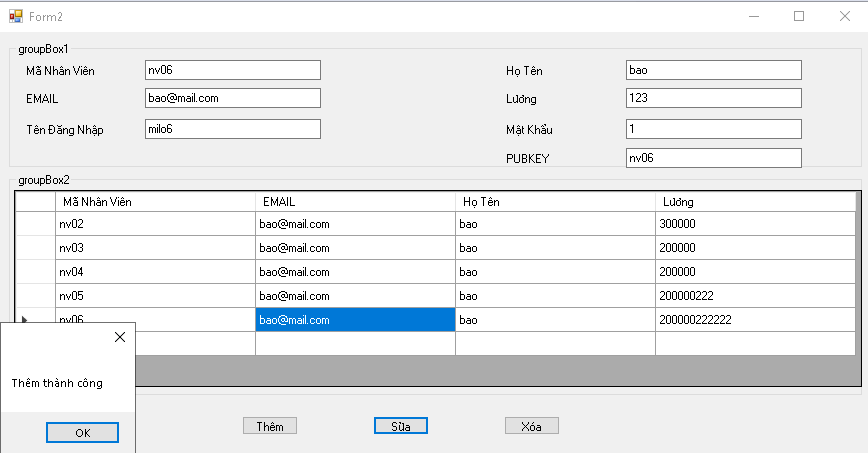 Form2
groupBox1
Mã Nhân Viên nv06 Họ Tên bao
EMAIL bao@mail.com Lương 123
Tên Đăng Nhập milo6 Mật Khẩu 1
PUBKEY nv06
groupBox2
Mã Nhân Viên EMAIL Họ Tên Lương
nv02 bao@mail.com bao 300000
nv03 bao@mail.com bao 200000
nv04 bao@mail.com bao 200000
nv05 bao@mail.com bao 200000222
nv06 bao@mail.com bao 200000222222
Thêm thành công
OK
Thêm Sửa Xóa